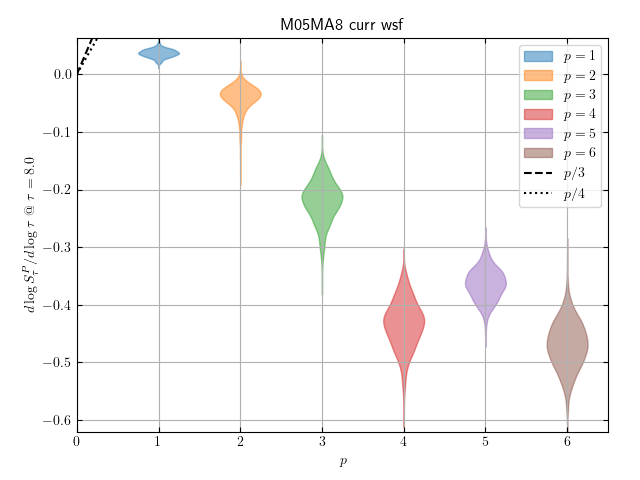 M05MA8 curr wsf
d log S_τ^P / d log τ @ τ = 8.0
0.0
−0.1
−0.2
−0.3
−0.4
−0.5
−0.6
p = 1
p = 2
p = 3
p = 4
p = 5
p = 6
p/3
p/4
0 1 2 3 4 5 6
p